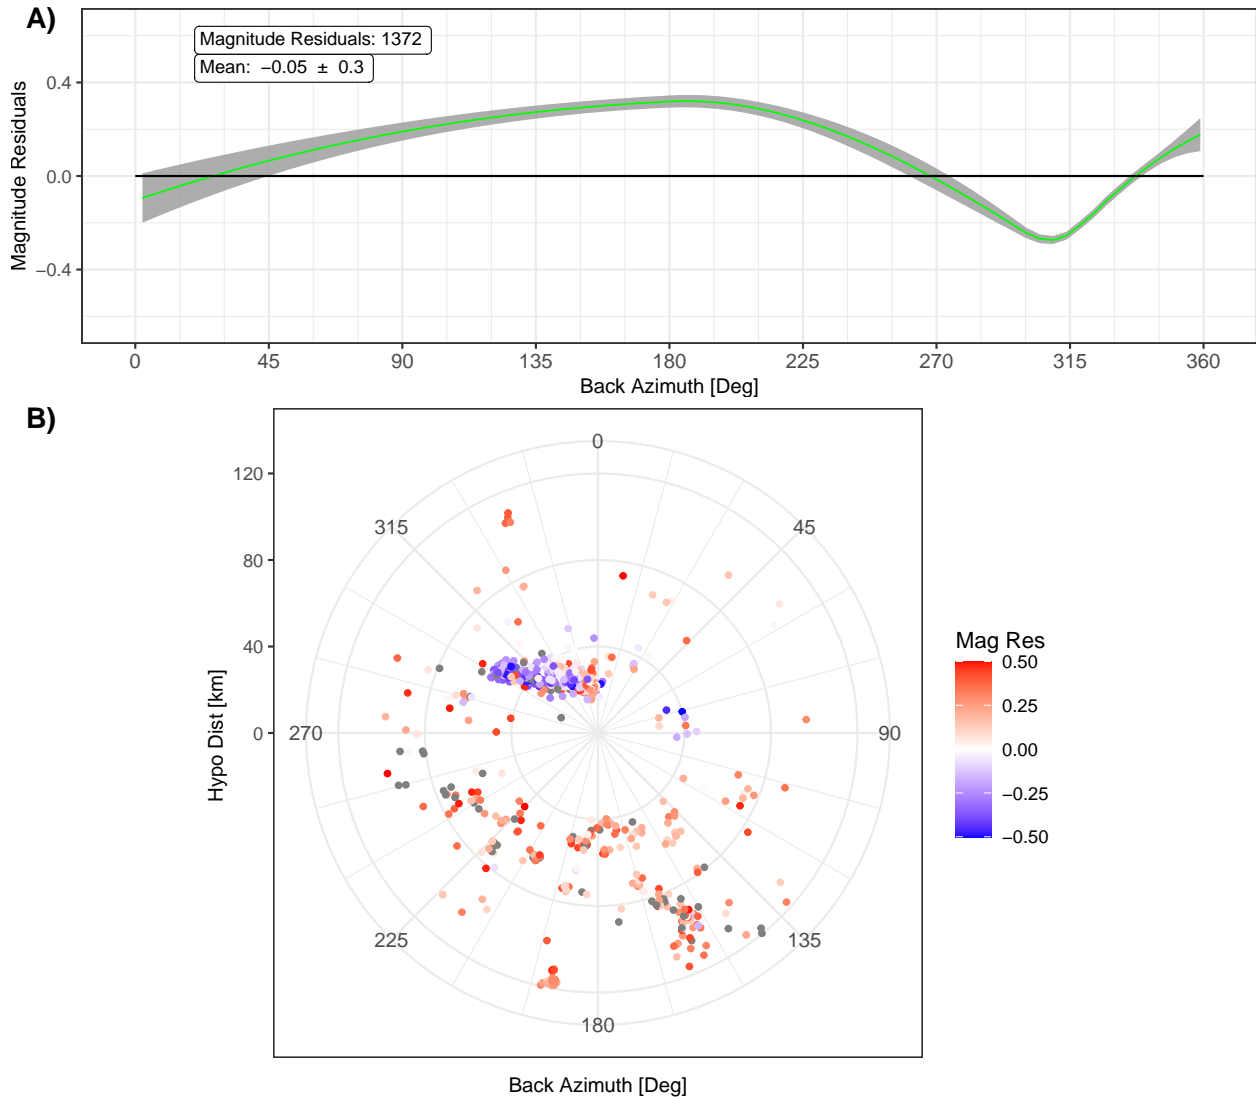 A)
Magnitude Residuals: 1372
Mean: −0.05 ± 0.3
Magnitude Residuals
0.4
0.0
−0.4
0 45 90 135 180 225 270 315 360
Back Azimuth [Deg]
B)
Hypo Dist [km]
120
80
40
0
0
45
90
135
180
225
270
315
Back Azimuth [Deg]
Mag Res
0.50
0.25
0.00
−0.25
−0.50